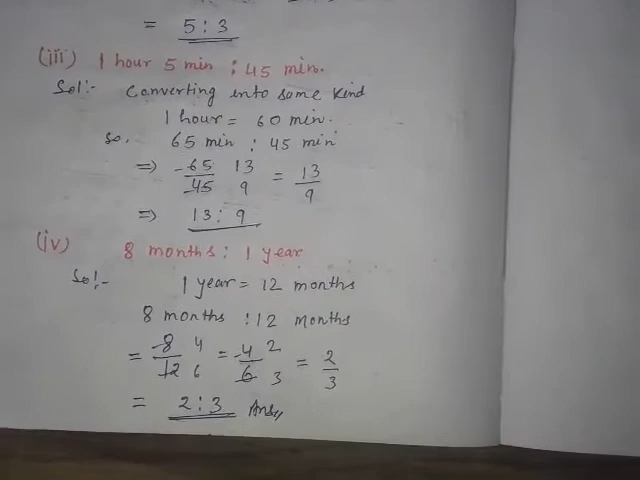 = 5 : 3
(iii) 1 hour 5 min : 45 min.
Sol:- Converting into same kind
1 hour = 60 min.
So, 65 min : 45 min
=> 65/45 13/9 = 13/9
=> 13 : 9
(iv) 8 months : 1 year
Sol:- 1 year = 12 months
8 months : 12 months
= 8/12 4/6 = 4/6 2/3 = 2/3
= 2 : 3 Ans,,